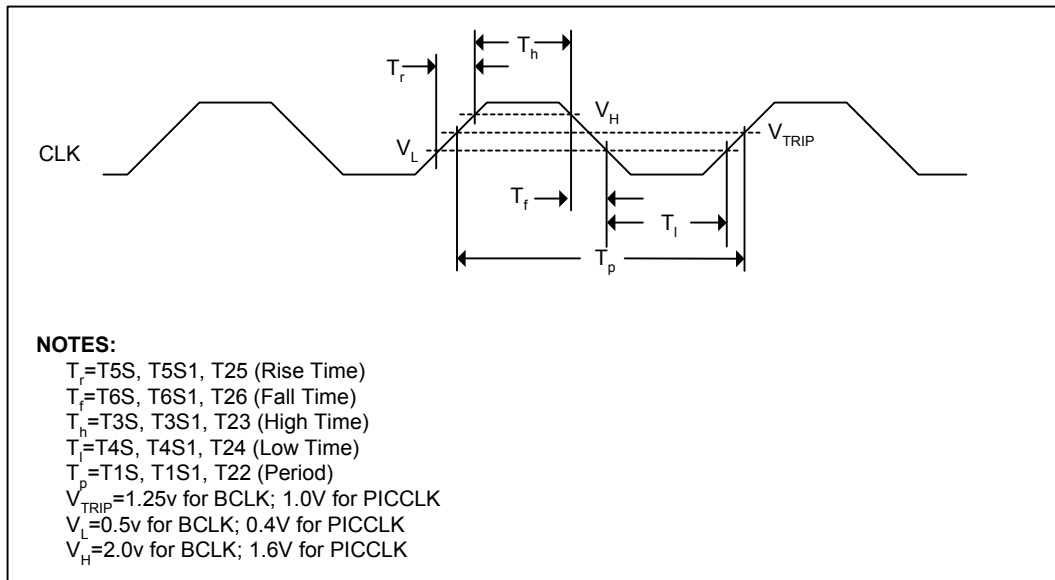 T_h
T_r
V_H
V_TRIP
CLK
V_L
T_f
T_l
T_p
NOTES:
T_r=T5S, T5S1, T25 (Rise Time)
T_f=T6S, T6S1, T26 (Fall Time)
T_h=T3S, T3S1, T23 (High Time)
T_l=T4S, T4S1, T24 (Low Time)
T_p=T1S, T1S1, T22 (Period)
V_TRIP=1.25v for BCLK; 1.0V for PICCLK
V_L=0.5v for BCLK; 0.4V for PICCLK
V_H=2.0v for BCLK; 1.6V for PICCLK